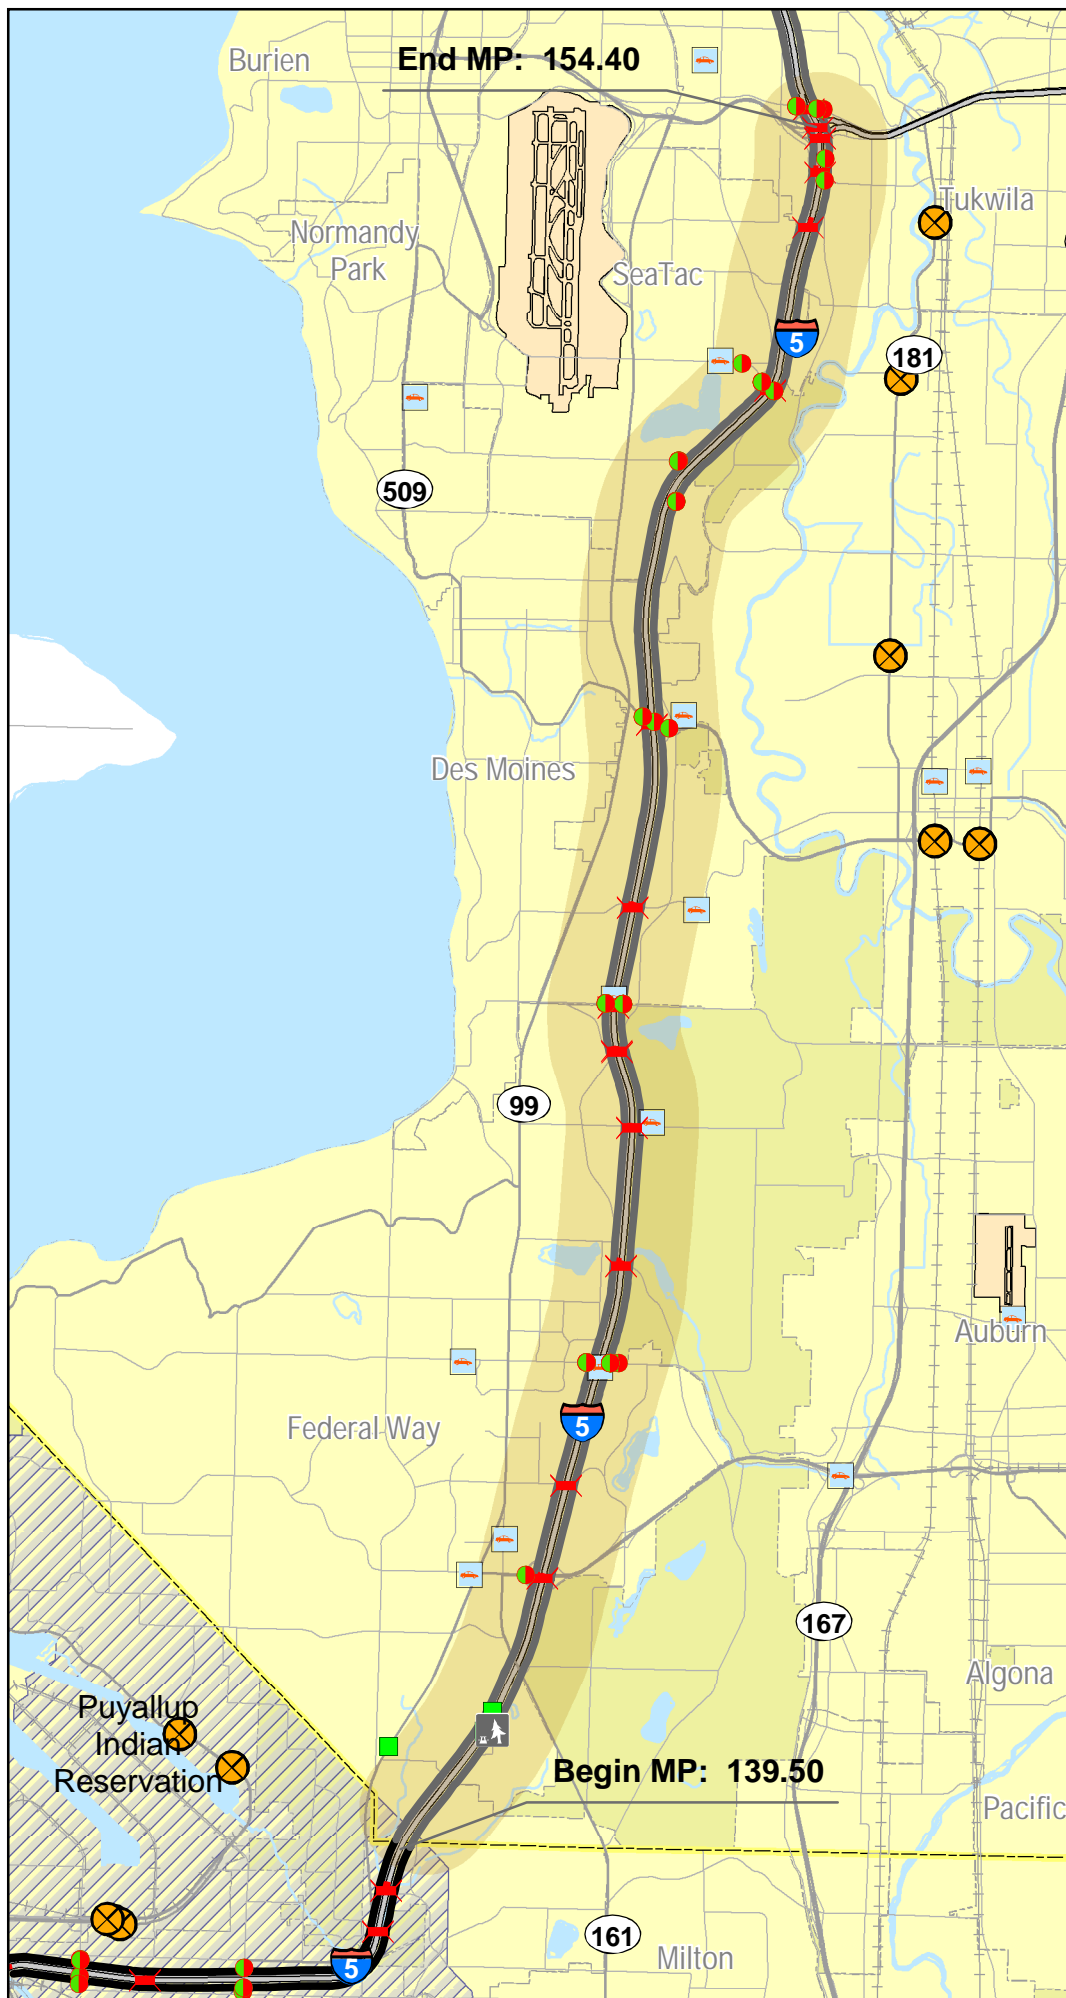 Burien
End MP: 154.40
Tukwila
Normandy
Park
SeaTac
5
181
509
Des Moines
99
Auburn
5
Federal Way
167
Algona
Puyallup
Indian
Reservation
Begin MP: 139.50
Pacific
161
Milton
5